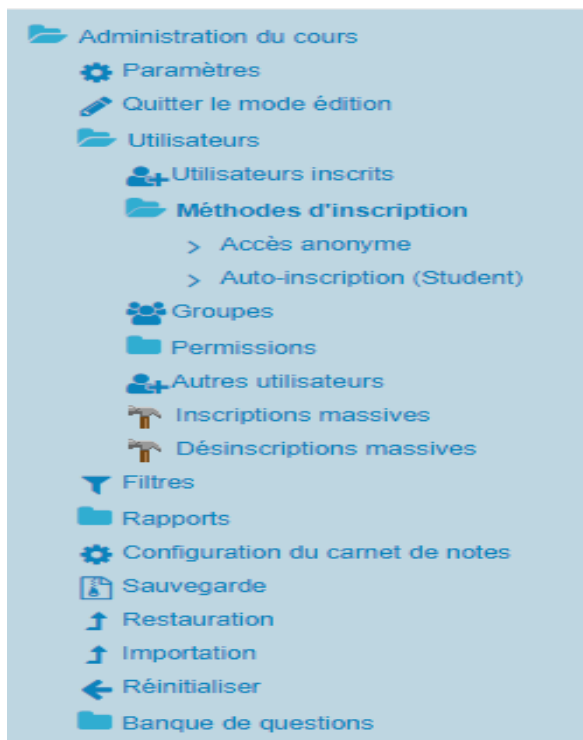 Administration du cours
Paramètres
Quitter le mode édition
Utilisateurs
Utilisateurs inscrits
Méthodes d'inscription
Accès anonyme
Auto-inscription (Student)
Groupes
Permissions
Autres utilisateurs
Inscriptions massives
Désinscriptions massives
Filtres
Rapports
Configuration du carnet de notes
Sauvegarde
Restauration
Importation
Réinitialiser
Banque de questions